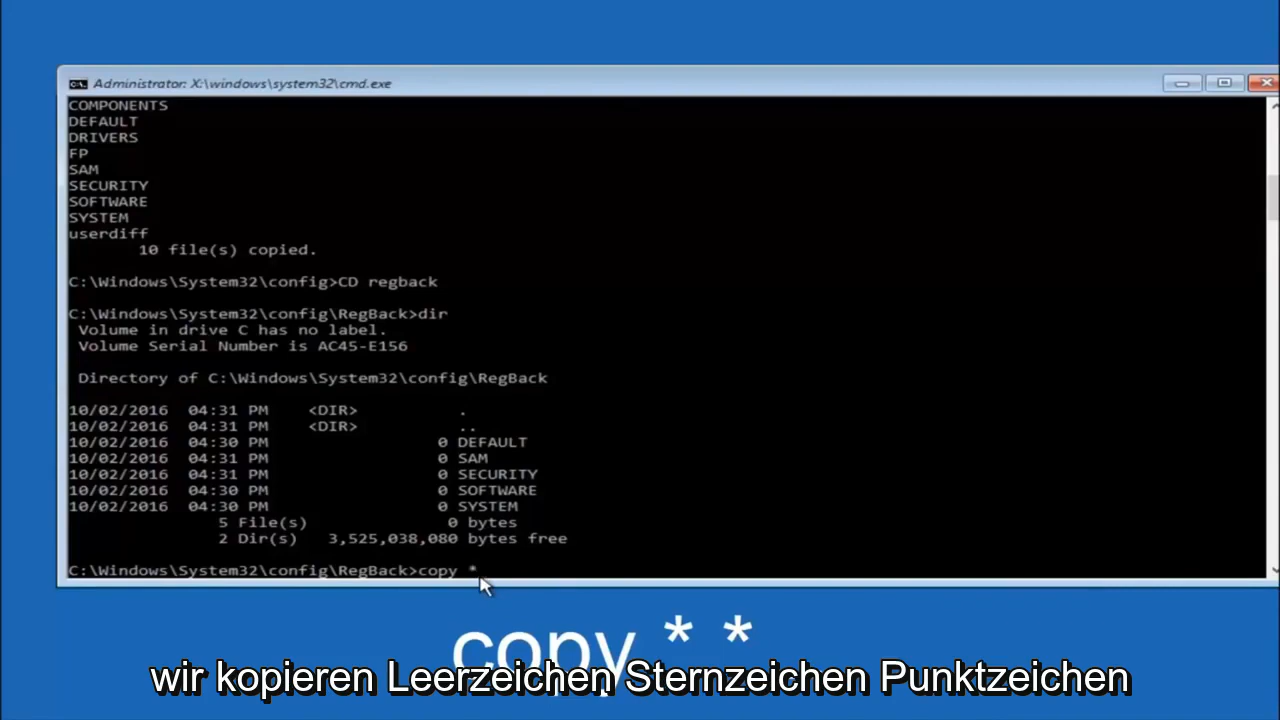 Administrator: X:\windows\system32\cmd.exe
COMPONENTS
DEFAULT
DRIVERS
FP
SAM
SECURITY
SOFTWARE
SYSTEM
userdiff
10 file(s) copied.
C:\Windows\System32\config>CD regback
C:\Windows\System32\config\RegBack>dir
Volume in drive C has no label.
Volume Serial Number is AC45-E156
Directory of C:\Windows\System32\config\RegBack
10/02/2016 04:31 PM <DIR> .
10/02/2016 04:31 PM <DIR> ..
10/02/2016 04:30 PM 0 DEFAULT
10/02/2016 04:31 PM 0 SAM
10/02/2016 04:31 PM 0 SECURITY
10/02/2016 04:30 PM 0 SOFTWARE
10/02/2016 04:30 PM 0 SYSTEM
5 File(s) 0 bytes
2 Dir(s) 3,525,038,080 bytes free
C:\Windows\System32\config\RegBack>copy *
copy * *
wir kopieren Leerzeichen Sternzeichen Punktzeichen